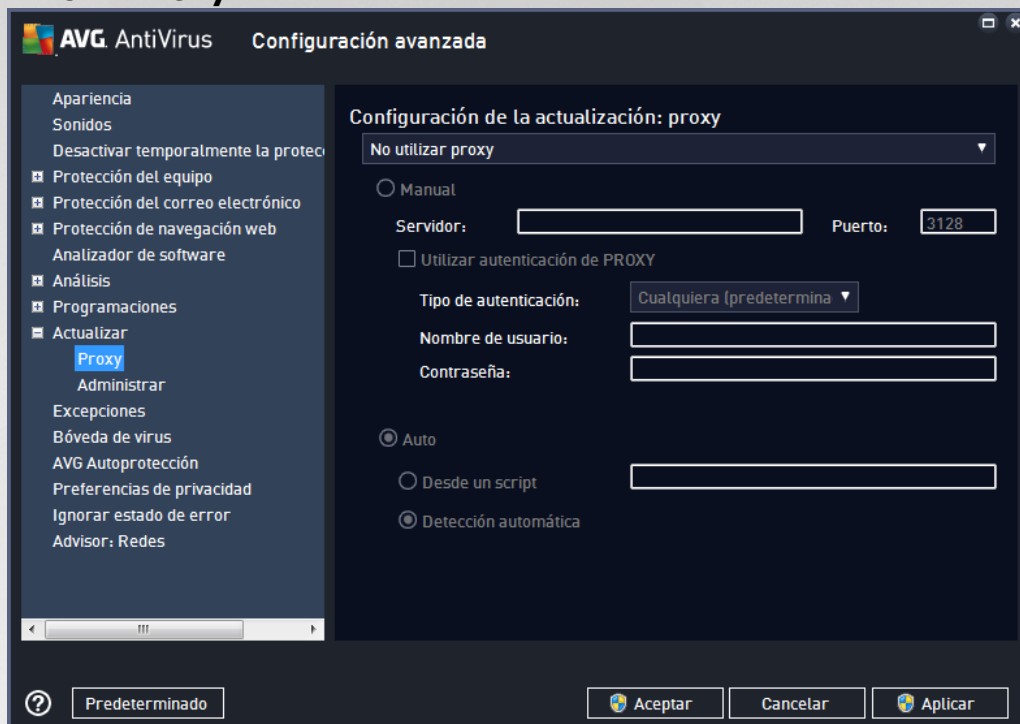 AVG. AntiVirus Configuración avanzada
Apariencia
Sonidos
Desactivar temporalmente la protec
Protección del equipo
Protección del correo electrónico
Protección de navegación web
Analizador de software
Análisis
Programaciones
Actualizar
Proxy
Administrar
Excepciones
Bóveda de virus
AVG Autoprotección
Preferencias de privacidad
Ignorar estado de error
Advisor: Redes
Configuración de la actualización: proxy
No utilizar proxy
Manual
Servidor: Puerto: 3128
Utilizar autenticación de PROXY
Tipo de autenticación: Cualquiera (predetermina
Nombre de usuario:
Contraseña:
Auto
Desde un script
Detección automática
Predeterminado Aceptar Cancelar Aplicar